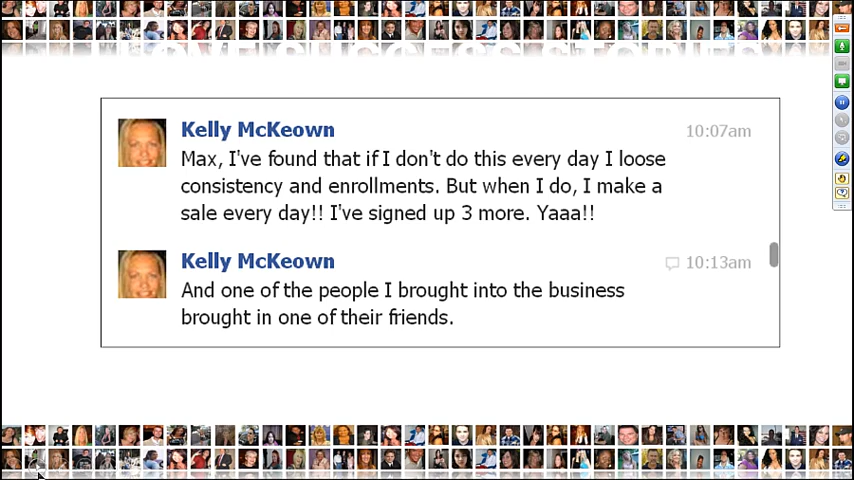 Kelly McKeown 10:07am
Max, I've found that if I don't do this every day I loose
consistency and enrollments. But when I do, I make a
sale every day!! I've signed up 3 more. Yaaa!!
Kelly McKeown 10:13am
And one of the people I brought into the business
brought in one of their friends.